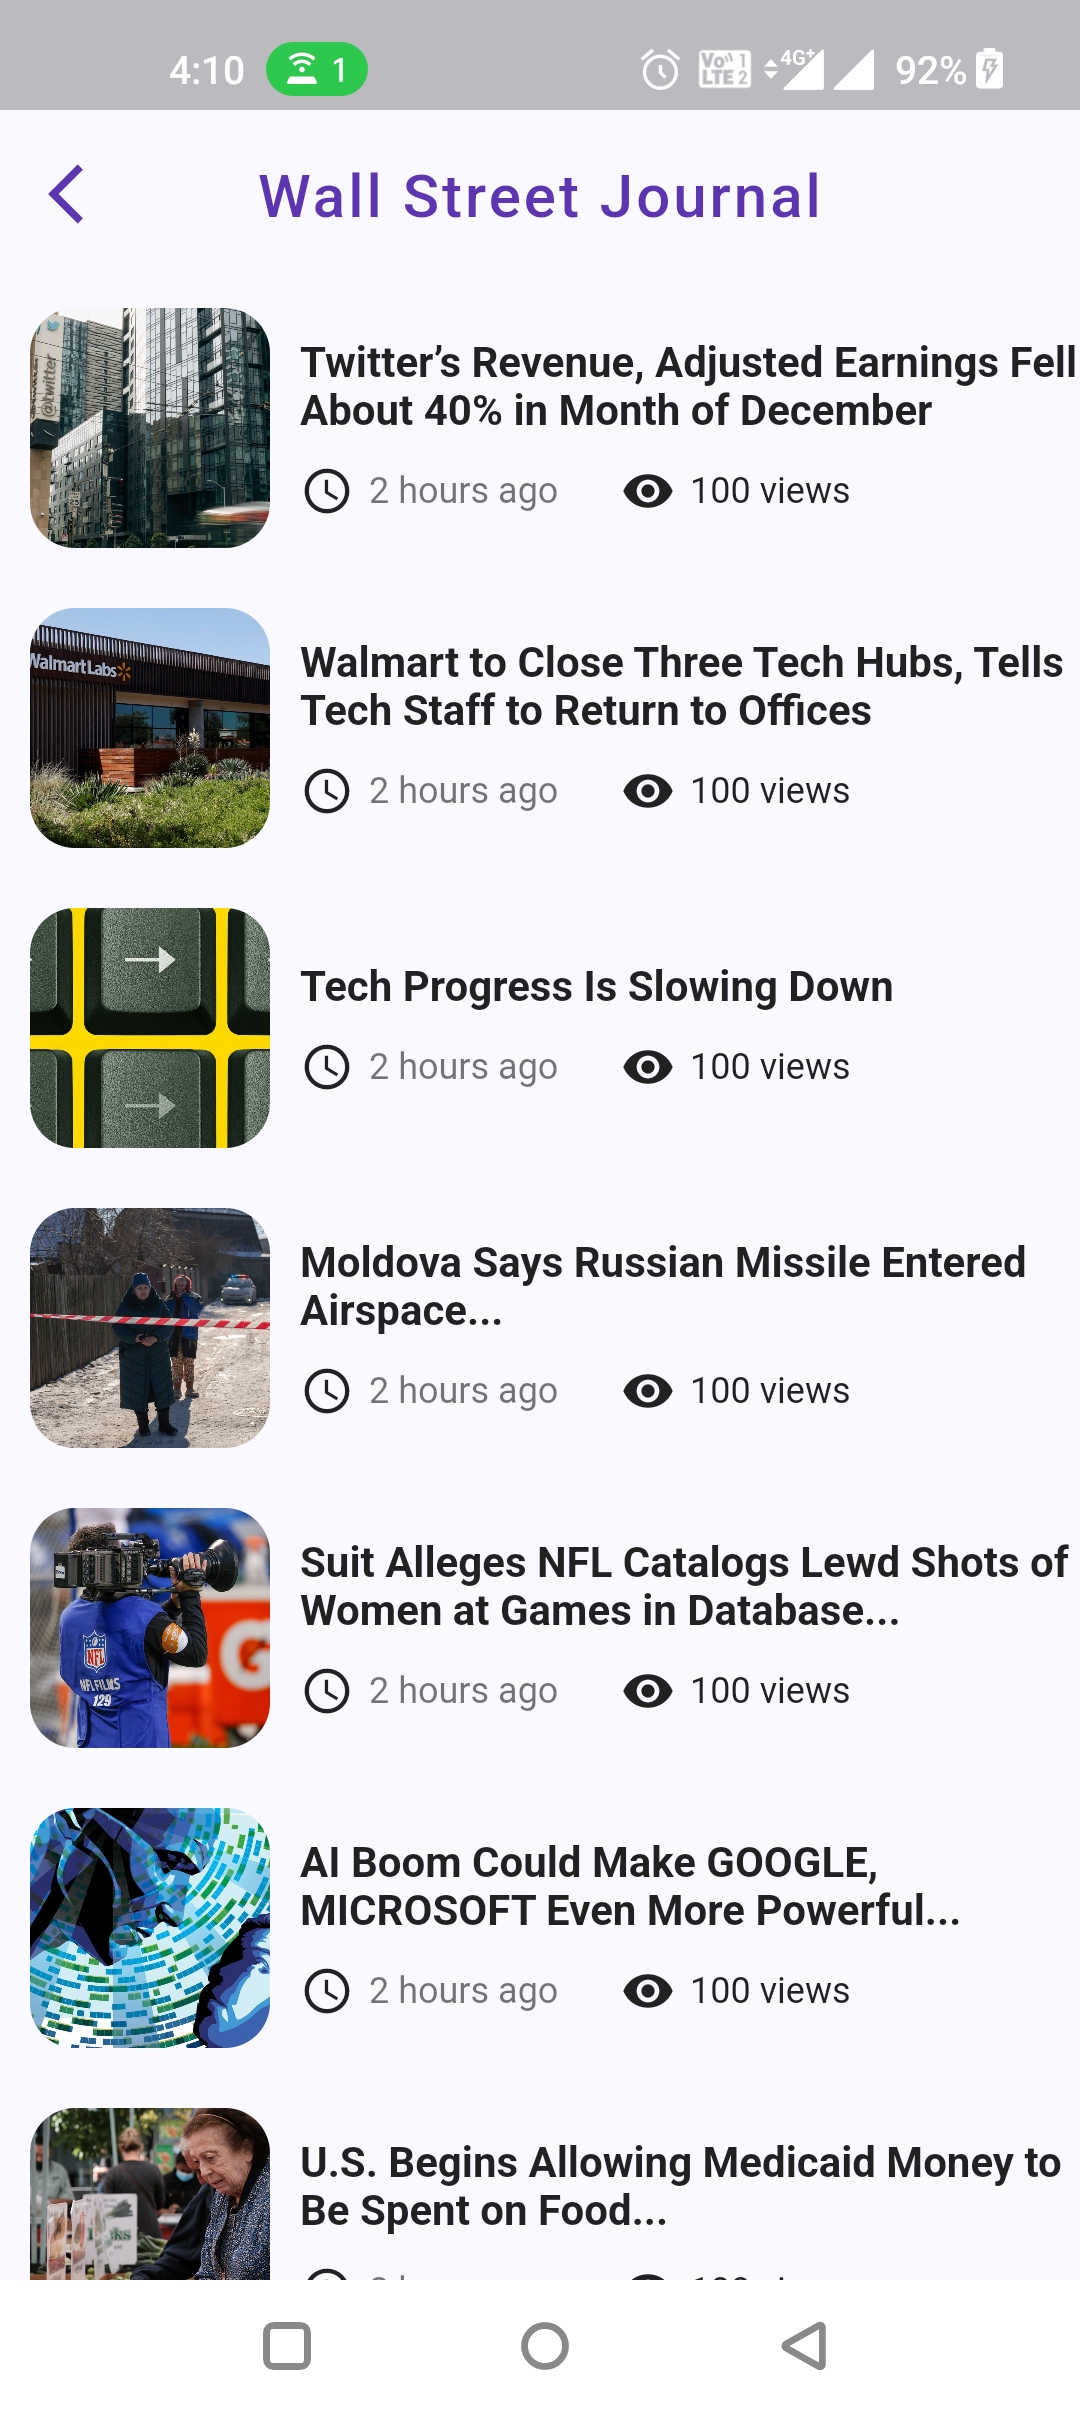 4:10 1 4G+ Vo)) 1 LTE 2 92%
Wall Street Journal
@twitter
Twitter’s Revenue, Adjusted Earnings Fell
About 40% in Month of December
2 hours ago 100 views
Walmart Labs
Walmart to Close Three Tech Hubs, Tells
Tech Staff to Return to Offices
2 hours ago 100 views
Tech Progress Is Slowing Down
2 hours ago 100 views
Moldova Says Russian Missile Entered
Airspace...
2 hours ago 100 views
Suit Alleges NFL Catalogs Lewd Shots of
Women at Games in Database...
NFL
NFL FILMS
129
G
2 hours ago 100 views
AI Boom Could Make GOOGLE,
MICROSOFT Even More Powerful...
2 hours ago 100 views
U.S. Begins Allowing Medicaid Money to
Be Spent on Food...